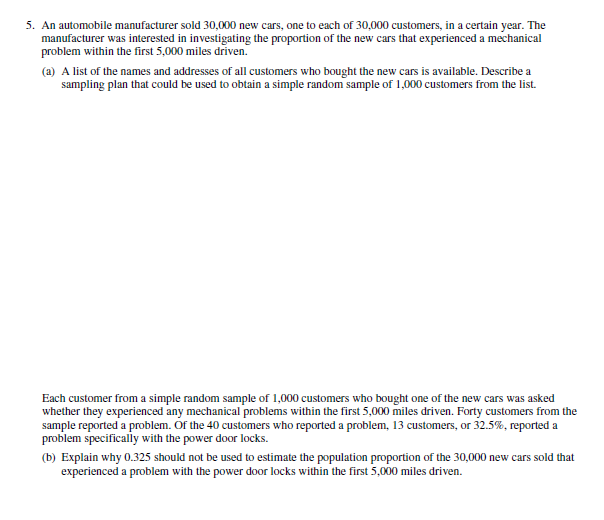 5. An automobile manufacturer sold 30,000 new cars, one to each of 30,000 customers, in a certain year. The
manufacturer was interested in investigating the proportion of the new cars that experienced a mechanical
problem within the first 5,000 miles driven.
(a) A list of the names and addresses of all customers who bought the new cars is available. Describe a
sampling plan that could be used to obtain a simple random sample of 1,000 customers from the list.
Each customer from a simple random sample of 1,000 customers who bought one of the new cars was asked
whether they experienced any mechanical problems within the first 5,000 miles driven. Forty customers from the
sample reported a problem. Of the 40 customers who reported a problem, 13 customers, or 32.5%, reported a
problem specifically with the power door locks.
(b) Explain why 0.325 should not be used to estimate the population proportion of the 30,000 new cars sold that
experienced a problem with the power door locks within the first 5,000 miles driven.